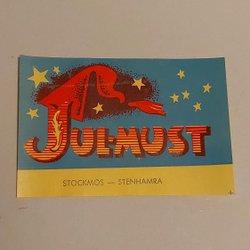 JUL-MUST
STOCKMOS — STENHAMRA